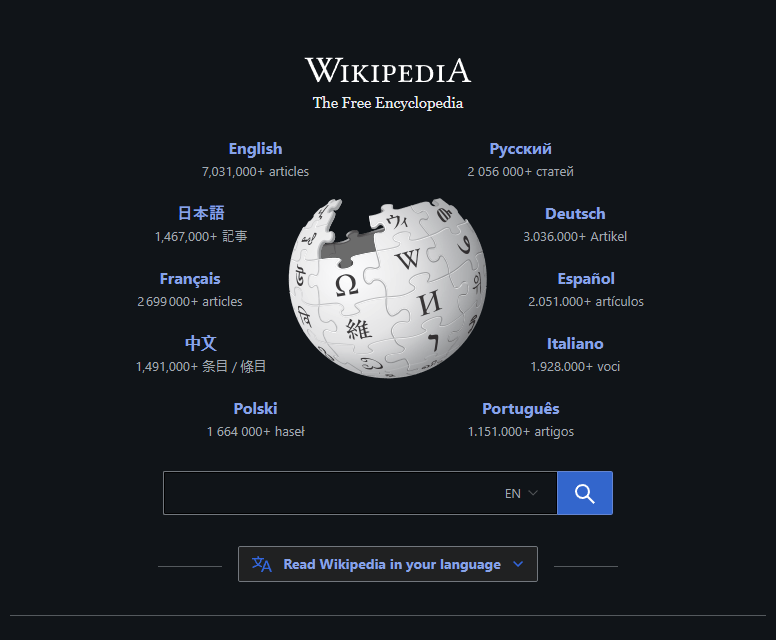 WIKIPEDIA
The Free Encyclopedia
English
7,031,000+ articles
Русский
2 056 000+ статей
日本語
1,467,000+ 記事
Deutsch
3.036.000+ Artikel
Français
2 699 000+ articles
Español
2.051.000+ artículos
中文
1,491,000+ 条目 / 條目
Italiano
1.928.000+ voci
Polski
1 664 000+ haseł
Português
1.151.000+ artigos
Ω W И 維 ウィ
EN
Read Wikipedia in your language